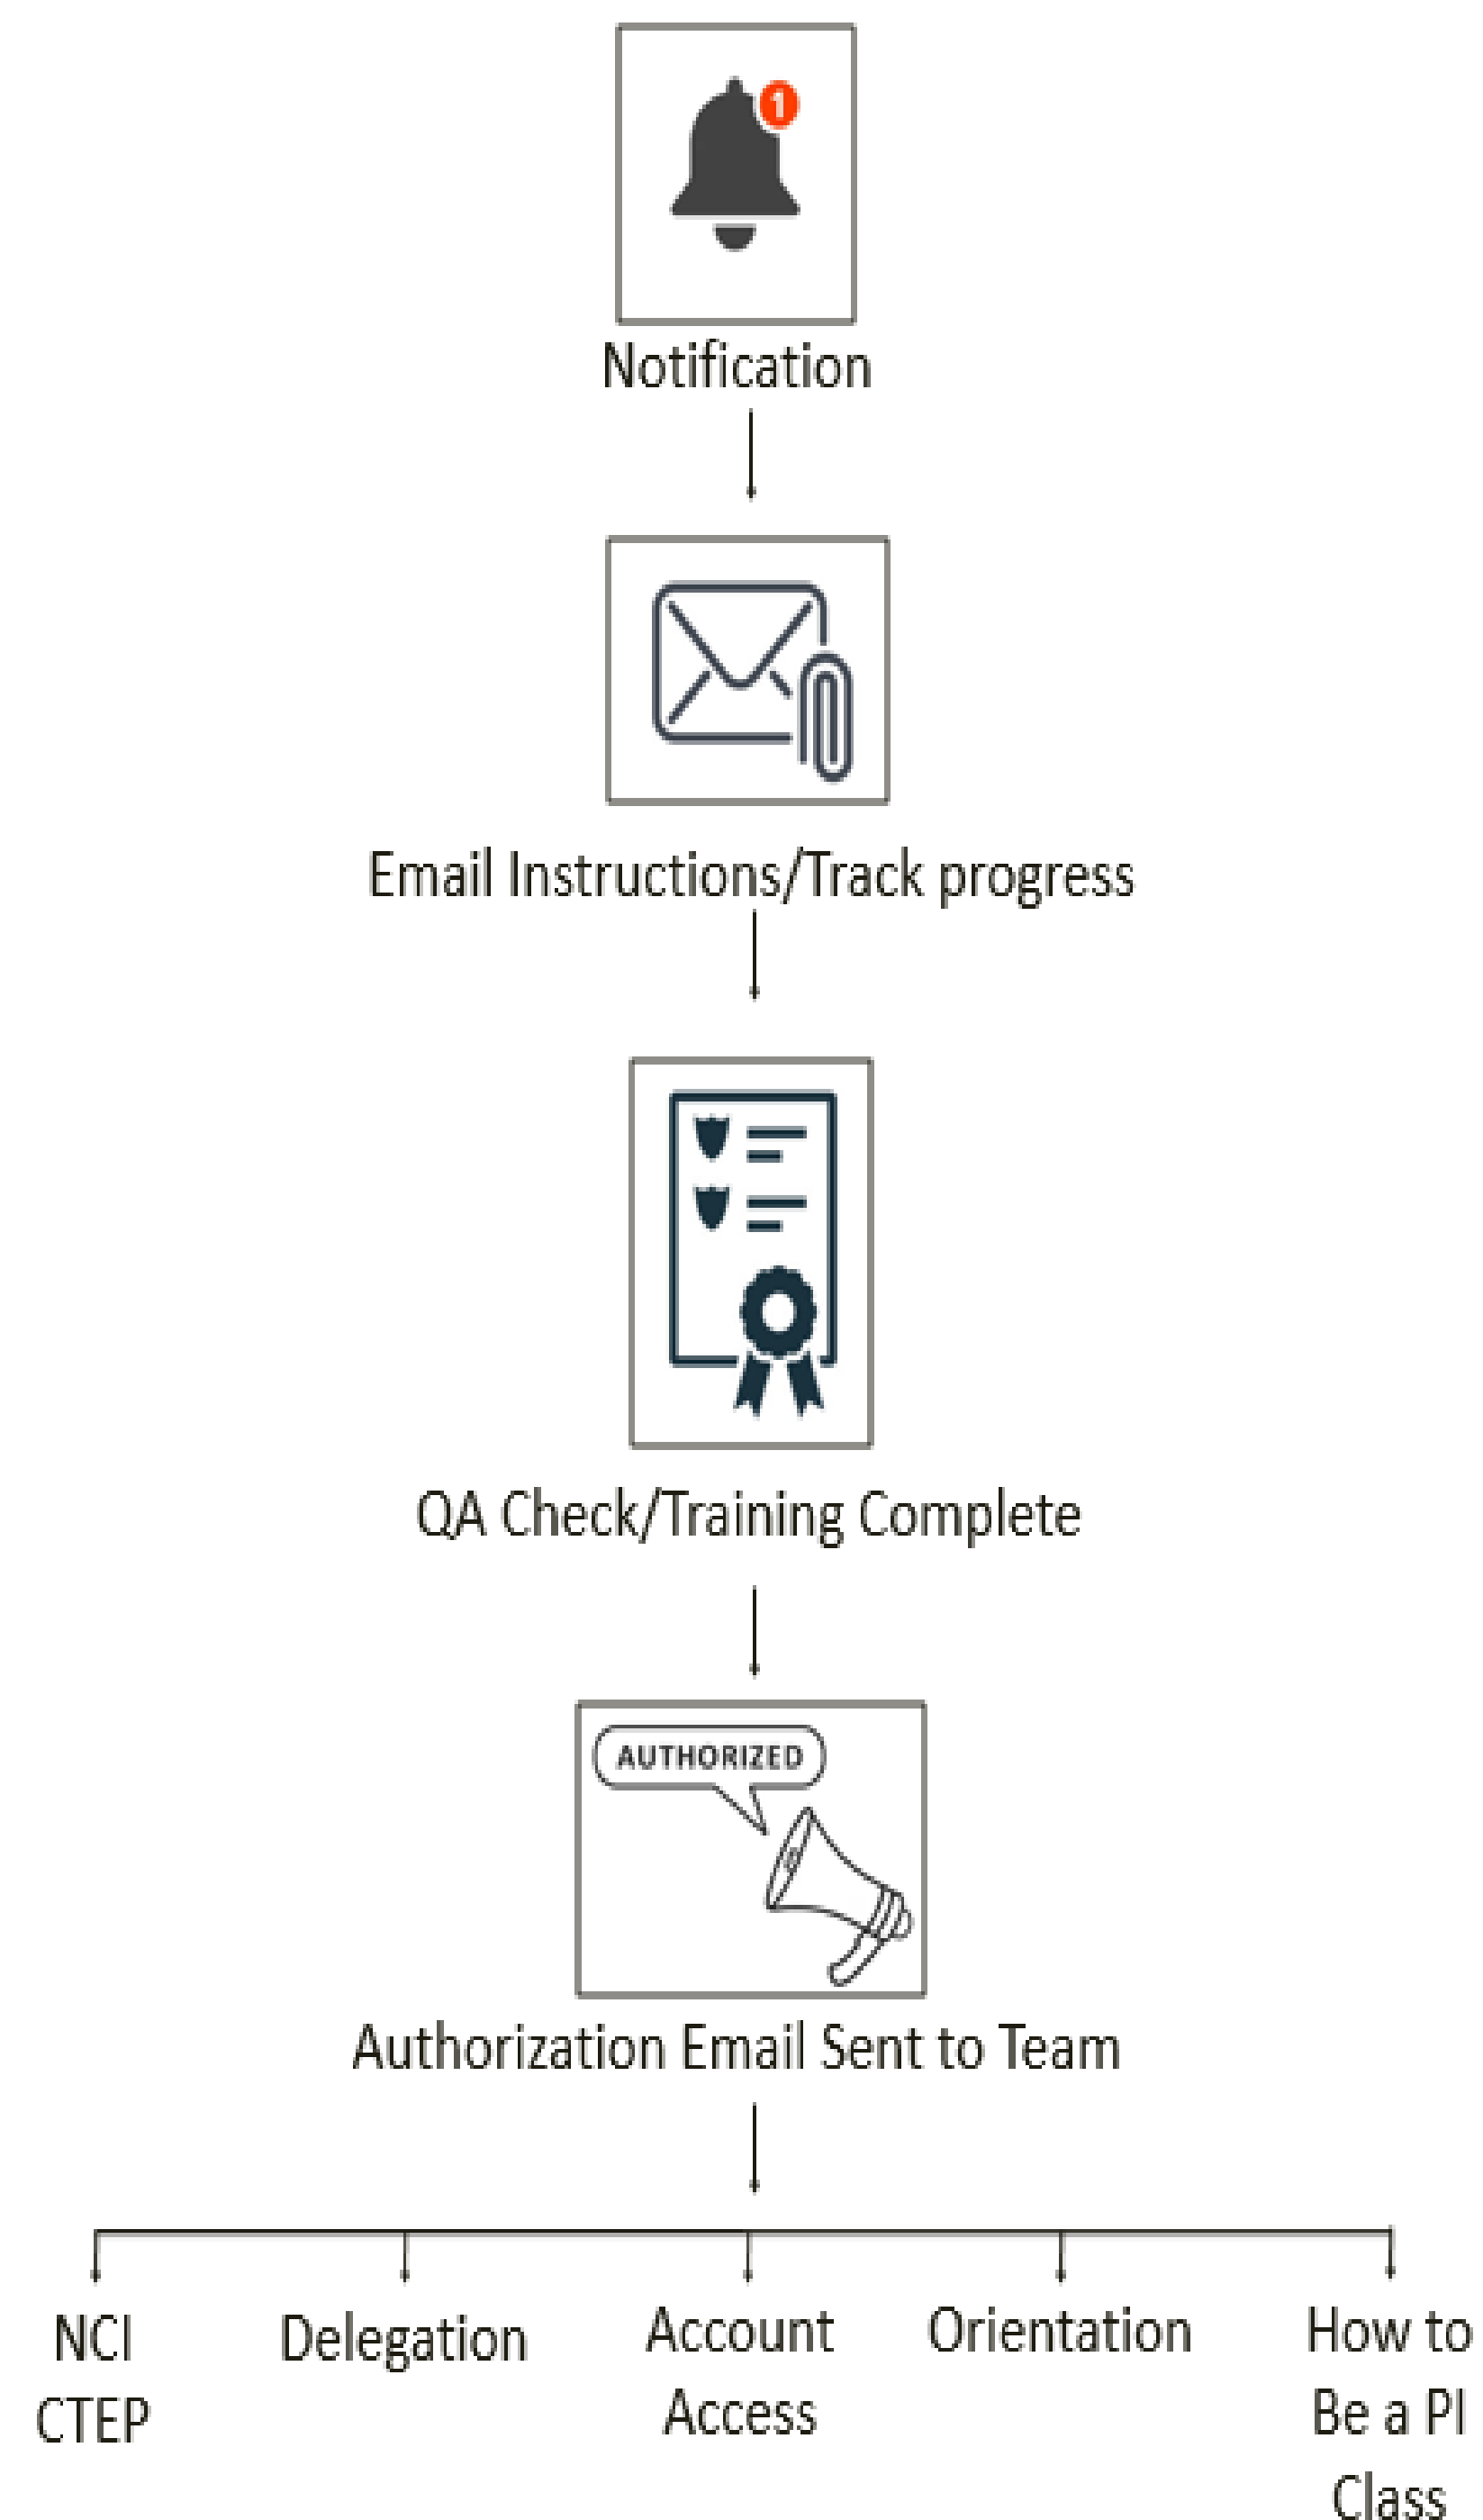 1
Notification
Email Instructions/Track progress
QA Check/Training Complete
AUTHORIZED
Authorization Email Sent to Team
NCI
CTEP
Delegation
Account
Access
Orientation
How to
Be a PI
Class